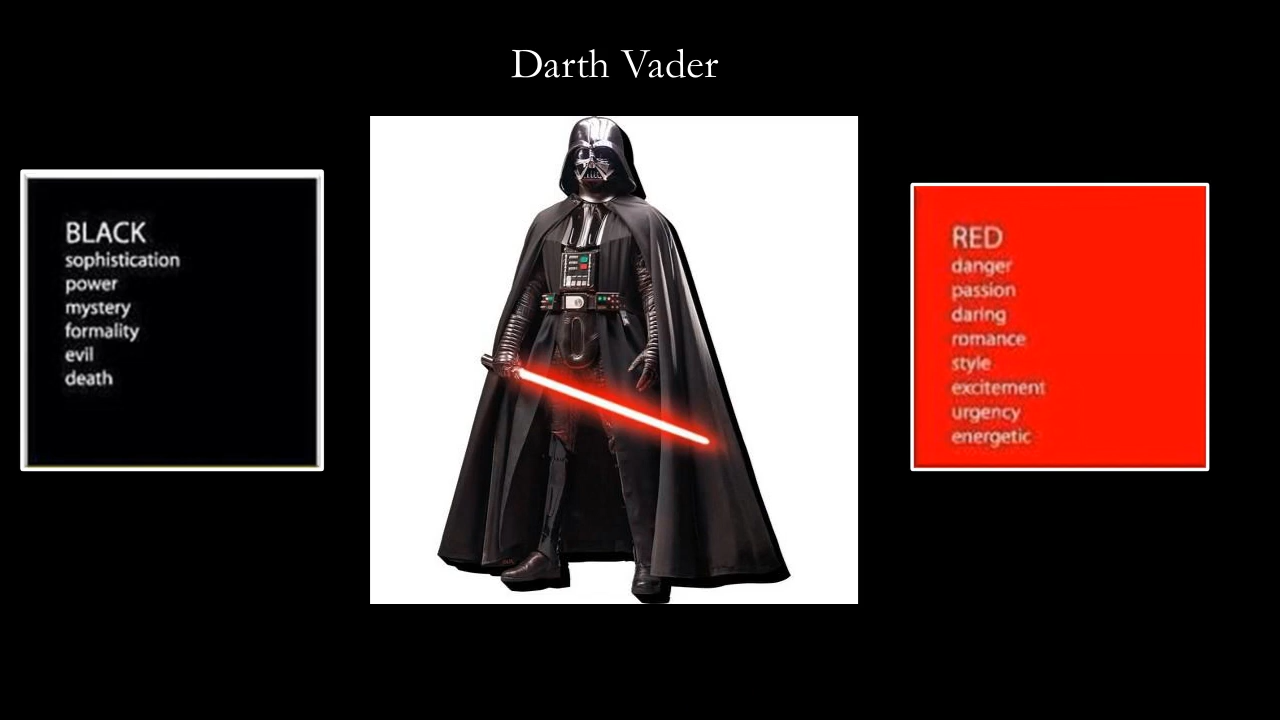 Darth Vader
BLACK
sophistication
power
mystery
formality
evil
death
RED
danger
passion
daring
romance
style
excitement
urgency
energetic